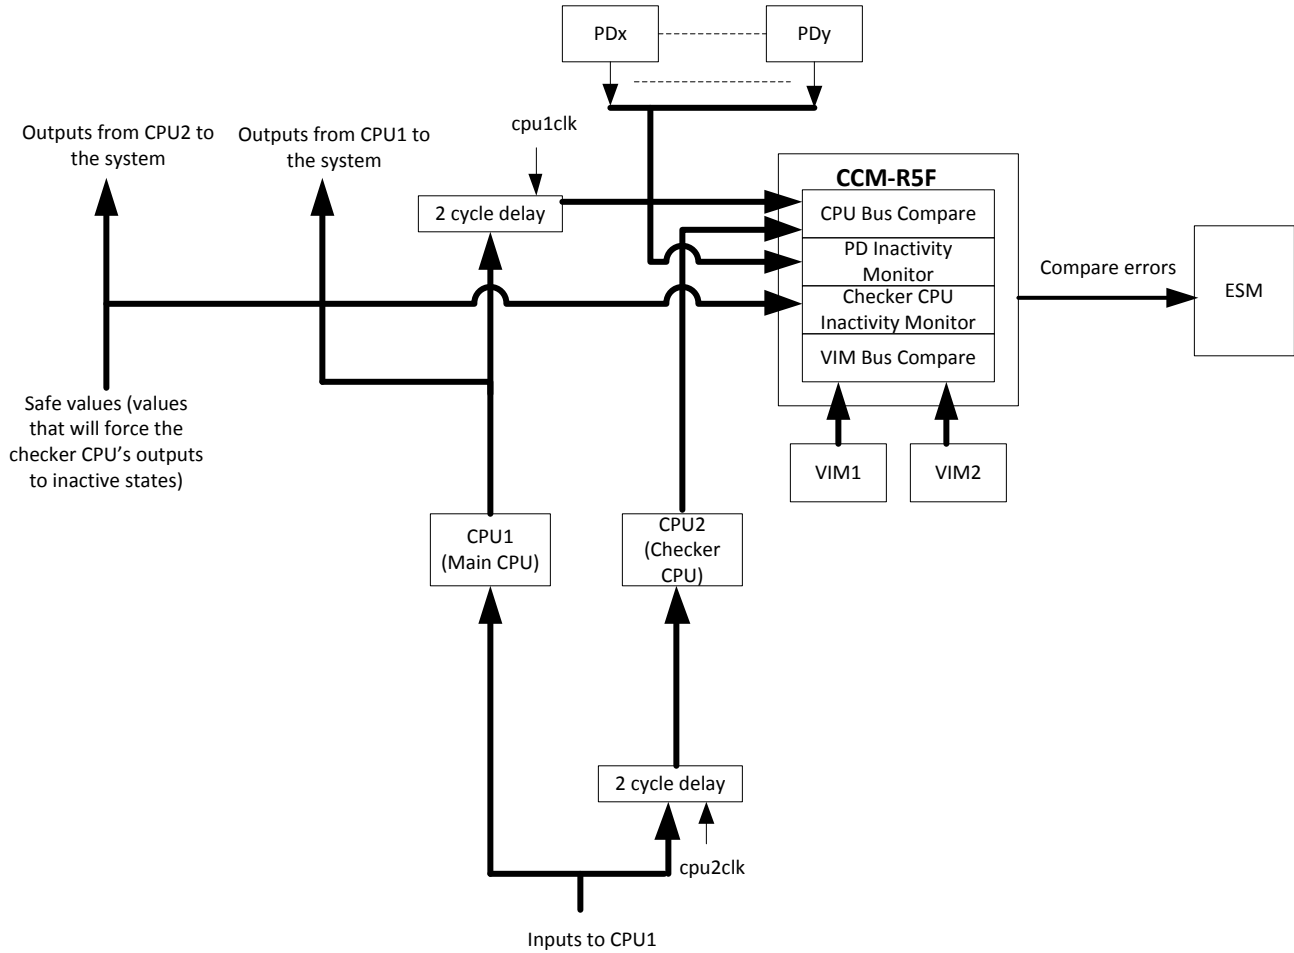 PDx
PDy
Outputs from CPU2 to
the system
Outputs from CPU1 to
the system
cpu1clk
2 cycle delay
CCM-R5F
CPU Bus Compare
PD Inactivity
Monitor
Checker CPU
Inactivity Monitor
VIM Bus Compare
Compare errors
ESM
Safe values (values
that will force the
checker CPU's outputs
to inactive states)
VIM1
VIM2
CPU1
(Main CPU)
CPU2
(Checker
CPU)
2 cycle delay
cpu2clk
Inputs to CPU1